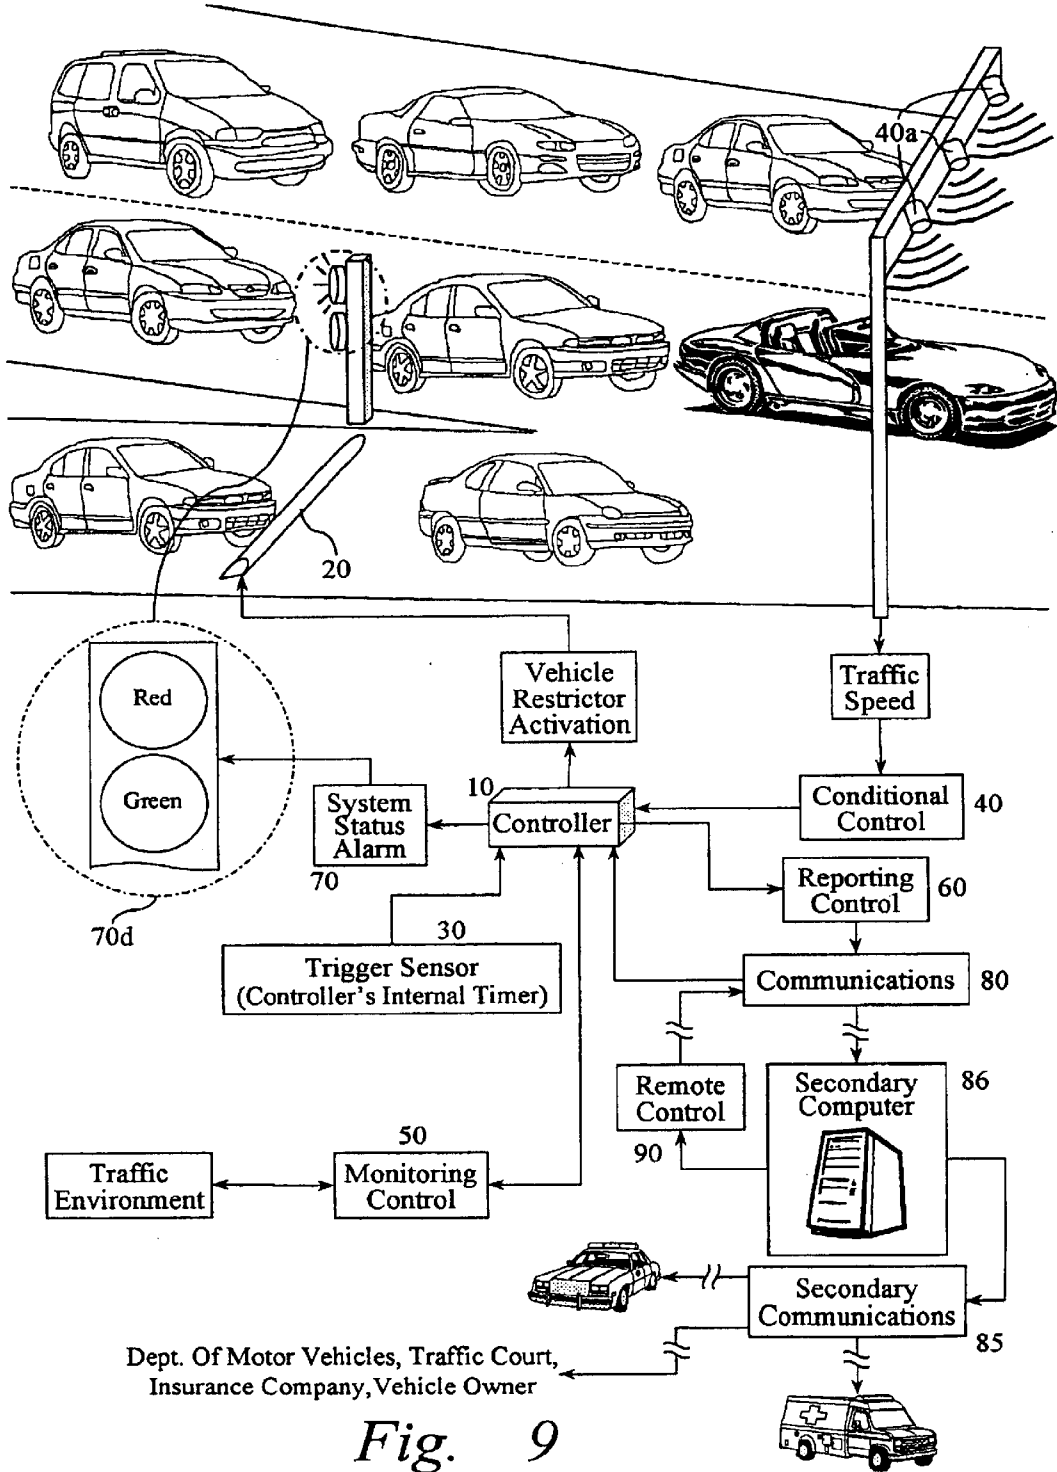 40a
20
Vehicle
Restrictor
Activation
Traffic
Speed
Red
Green
70d
System
Status
Alarm
70
10
Controller
Conditional
Control
40
Reporting
Control
60
30
Trigger Sensor
(Controller's Internal Timer)
Communications
80
Remote
Control
90
Secondary
Computer
86
50
Traffic
Environment
Monitoring
Control
Secondary
Communications
85
Dept. Of Motor Vehicles, Traffic Court,
Insurance Company,Vehicle Owner
Fig. 9